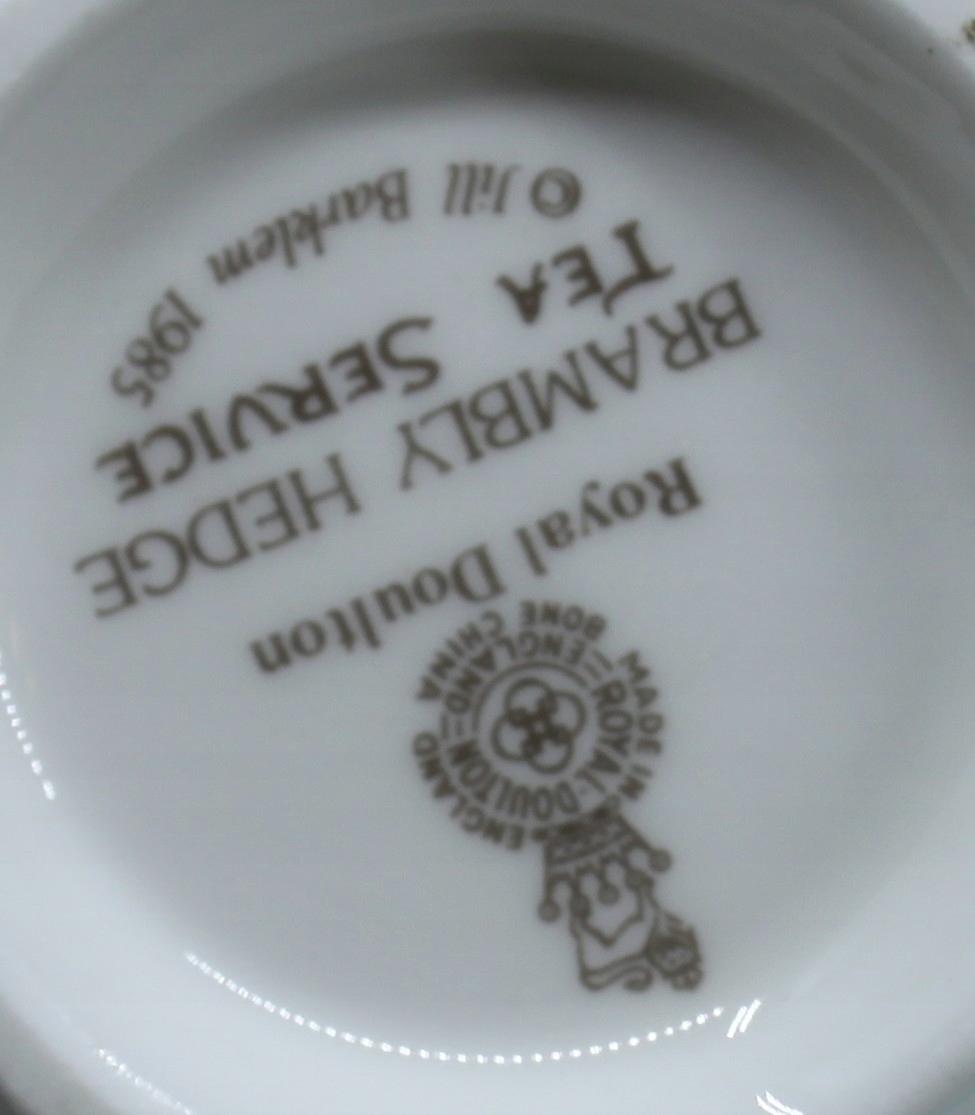 MADE IN ENGLAND
ROYAL · DOULTON
=ENGLAND=
BONE CHINA
Royal Doulton
BRAMBLY HEDGE
TEA SERVICE
© Jill Barklem 1985